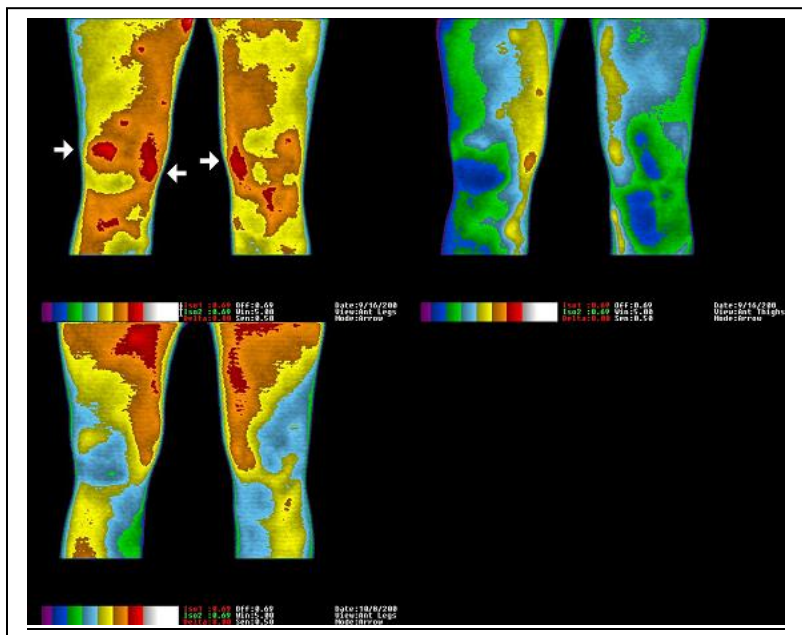 Iso1 :0.69 Off:0.69 Date:9/16/200
Iso2 :0.69 Win:5.00 View:Ant Legs
Delta:0.00 Sen:0.50 Mode:Arrow
Iso1 :0.69 Off:0.69 Date:9/16/200
Iso2 :0.69 Win:5.00 View:Ant Thighs
Delta:0.00 Sen:0.50 Mode:Arrow
Iso1 :0.69 Off:0.69 Date:10/8/200
Iso2 :0.69 Win:5.00 View:Ant Legs
Delta:0.00 Sen:0.50 Mode:Arrow